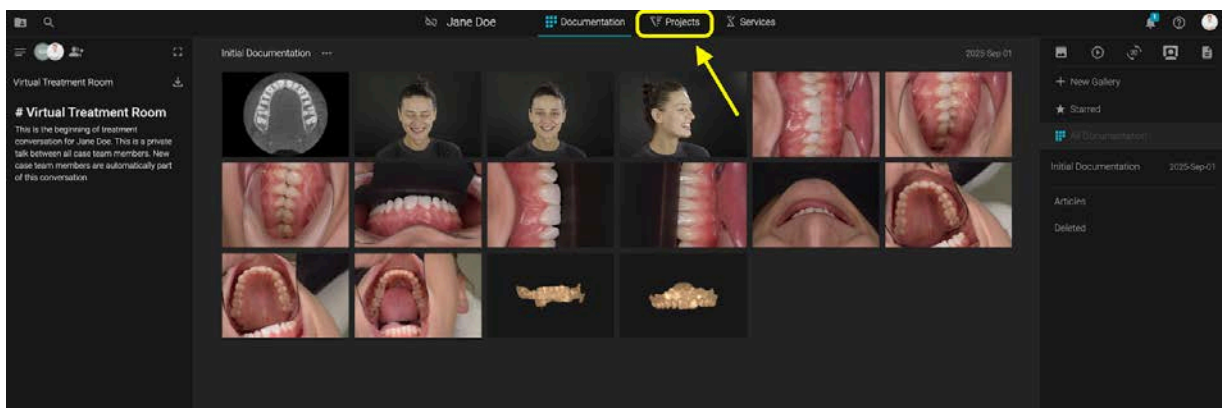 Jane Doe
Documentation
Projects
Services
Virtual Treatment Room
# Virtual Treatment Room
This is the beginning of treatment
conversation for Jane Doe. This is a private
talk between all case team members. New
case team members are automatically part
of this conversation
Initial Documentation ...
2025-Sep-01
+ New Gallery
Starred
All Documentation
Initial Documentation 2025-Sep-01
Articles
Deleted